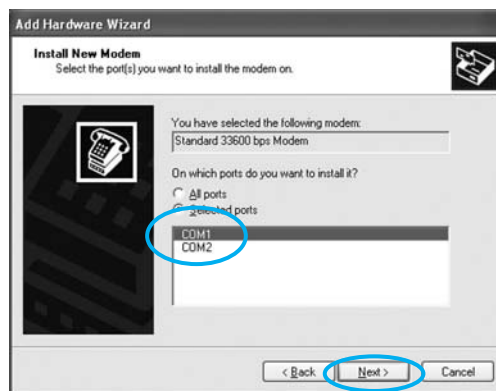 Add Hardware Wizard
Install New Modem
Select the port(s) you want to install the modem on.
You have selected the following modem:
Standard 33600 bps Modem
On which ports do you want to install it?
All ports
Selected ports
COM1
COM2
< Back
Next >
Cancel